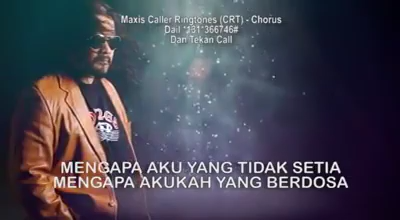 Maxis Caller Ringtones (CRT) - Chorus
Dail *131*366746#
Dan Tekan Call
MENGAPA AKU YANG TIDAK SETIA
MENGAPA AKUKAH YANG BERDOSA